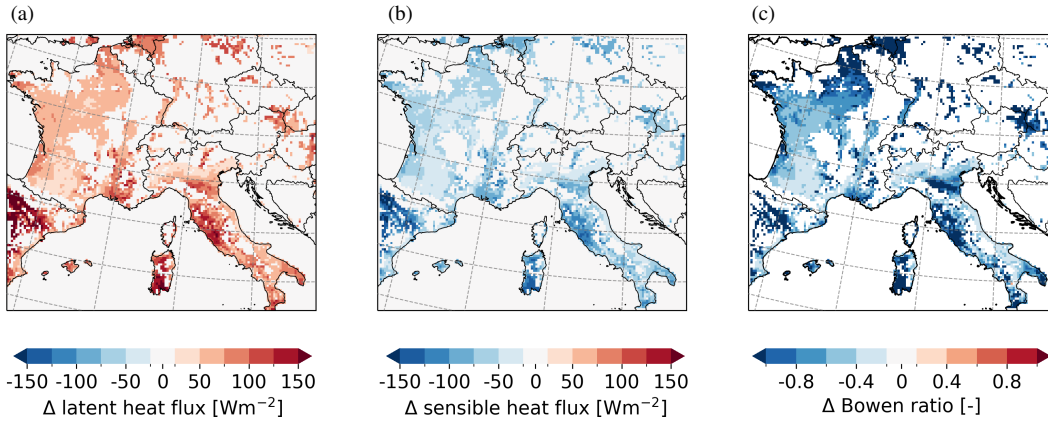 (a)
(b)
(c)
-150 -100 -50 0 50 100 150
Δ latent heat flux [Wm⁻²]
-150 -100 -50 0 50 100 150
Δ sensible heat flux [Wm⁻²]
-0.8 -0.4 0 0.4 0.8
Δ Bowen ratio [-]